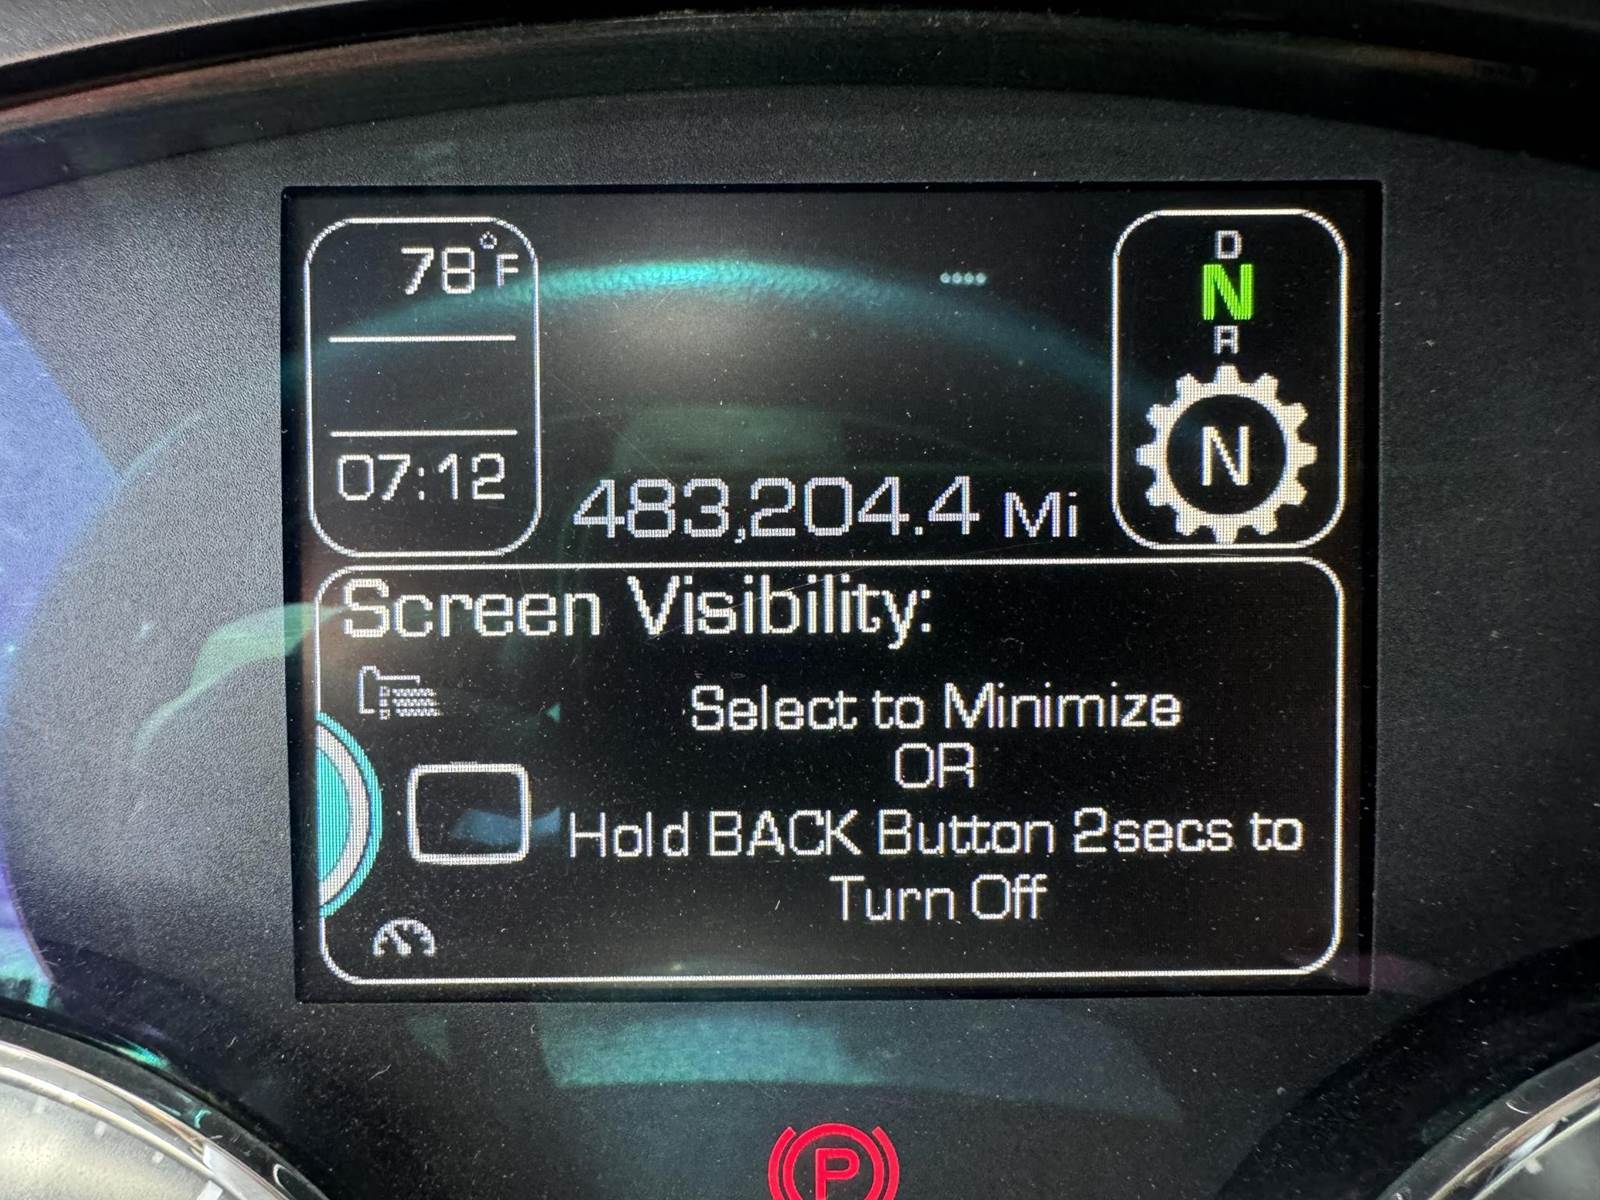 78°F
07:12
483,204.4 Mi
D
N
R
N
Screen Visibility:
Select to Minimize
OR
Hold BACK Button 2secs to
Turn Off
P